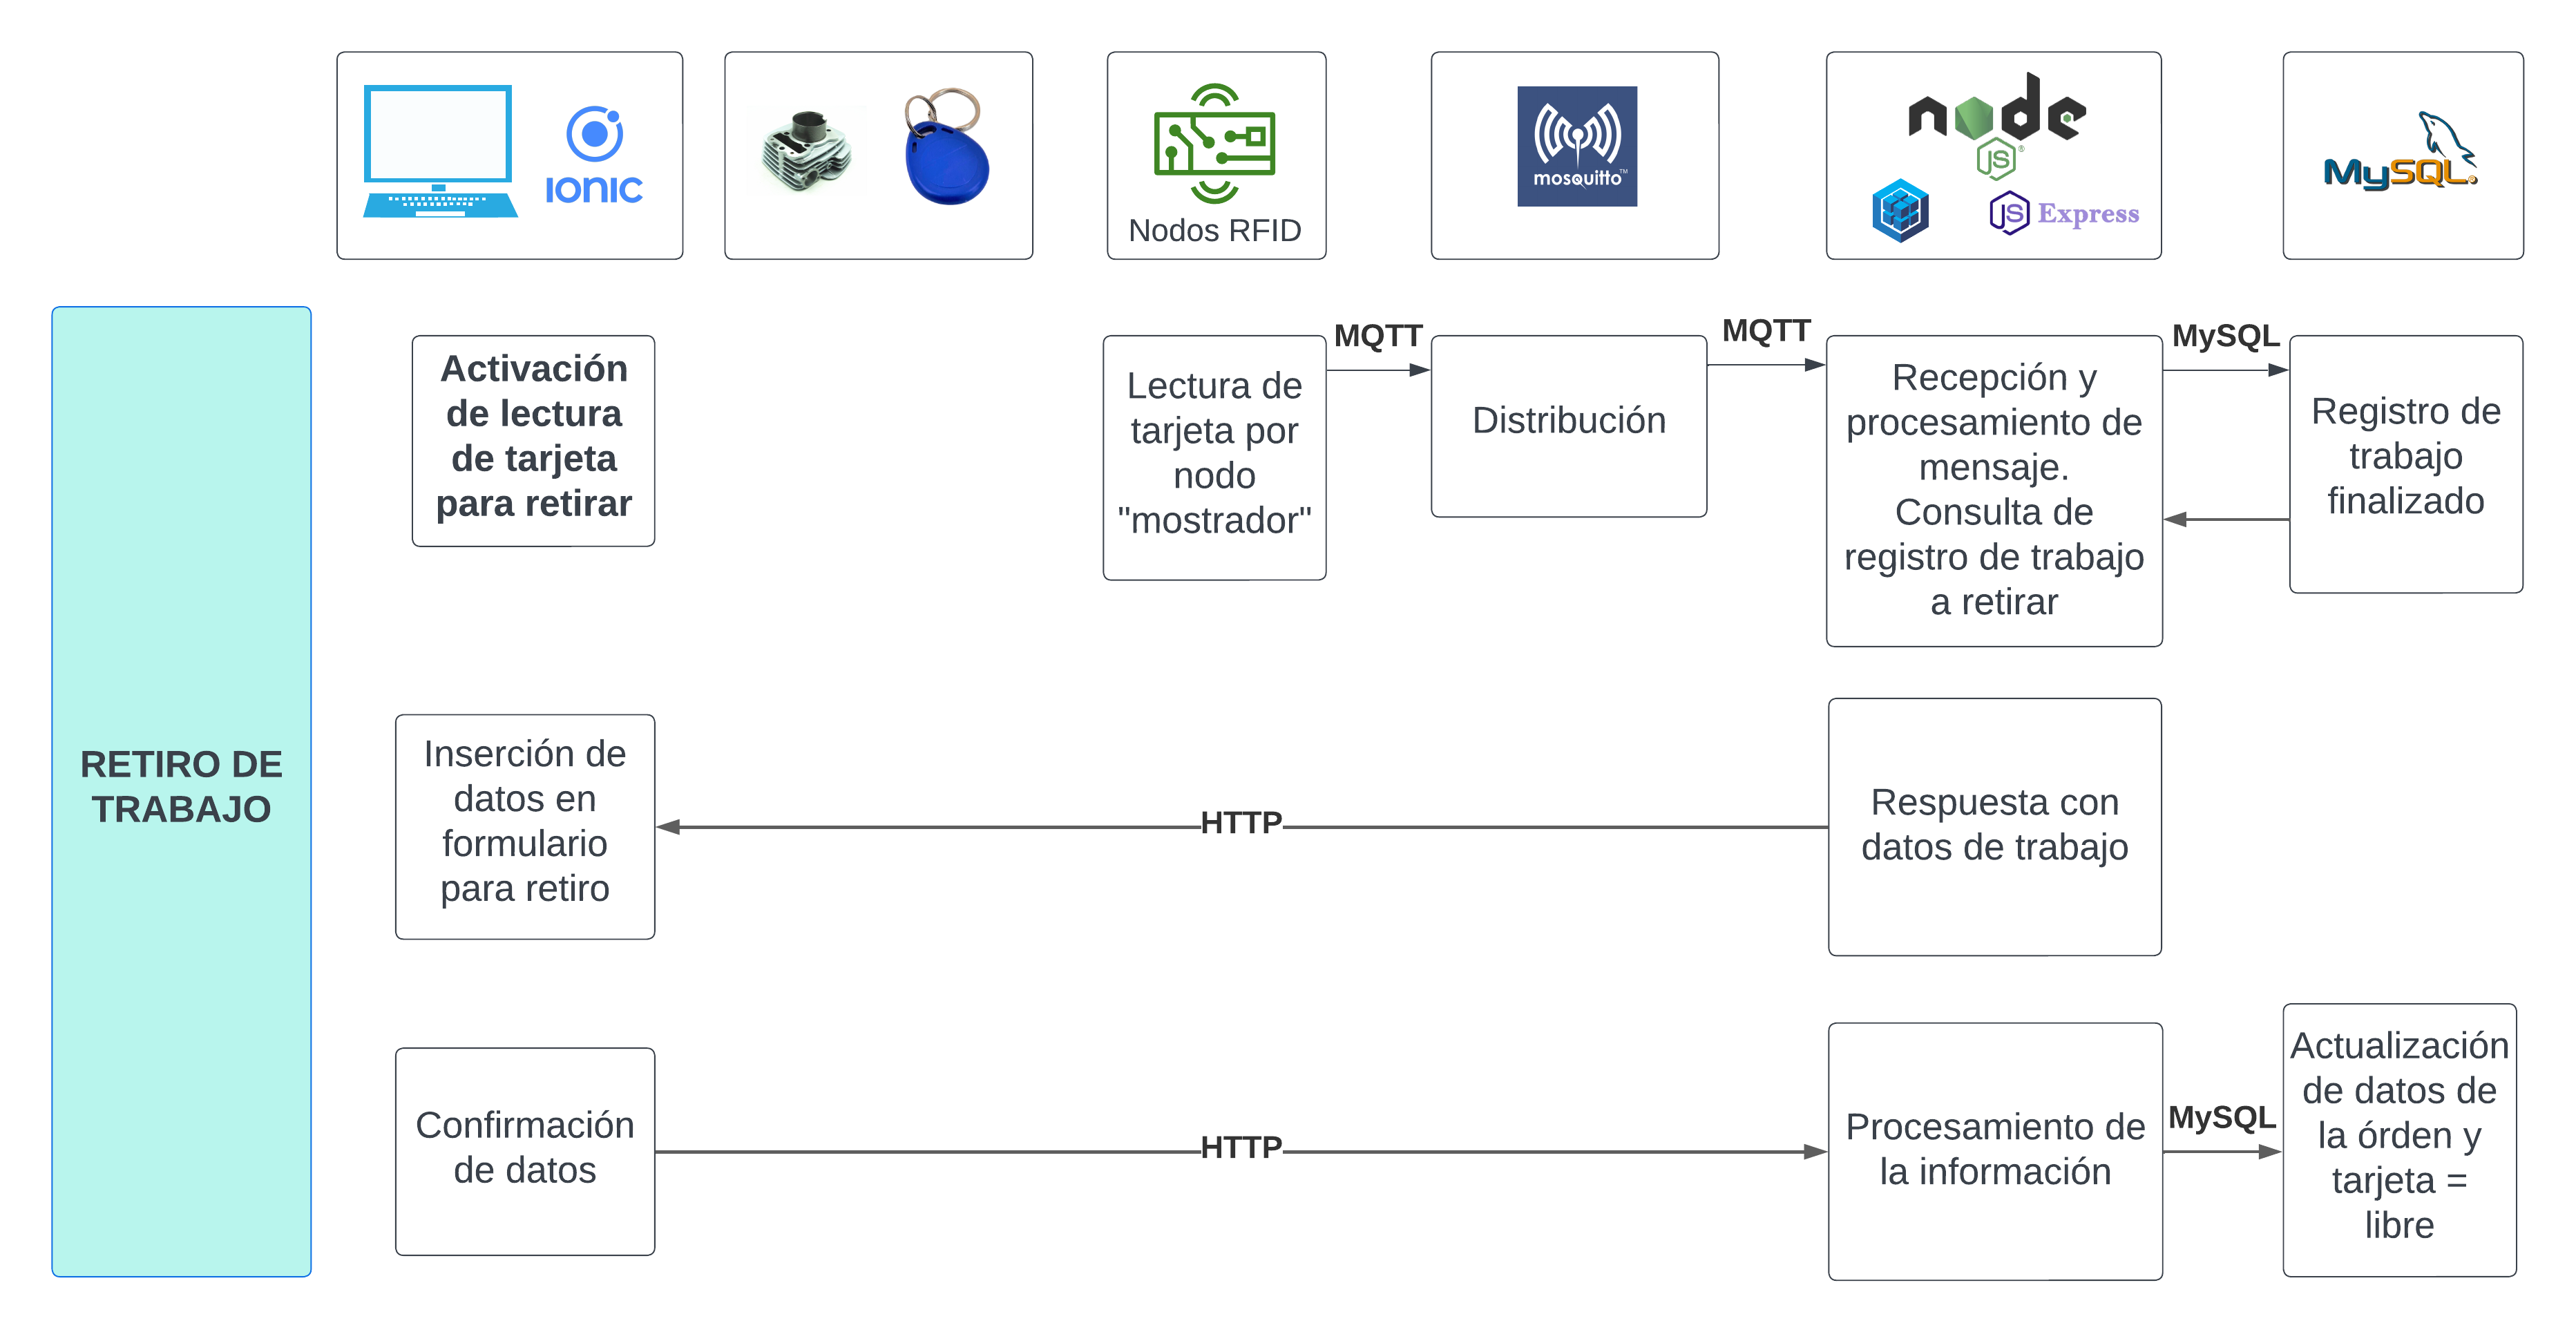 IONIC
Nodos RFID
mosquitto™
node
JS®
JS Express
MySQL®
RETIRO DE
TRABAJO
Activación
de lectura
de tarjeta
para retirar
Lectura de
tarjeta por
nodo
"mostrador"
MQTT
Distribución
MQTT
Recepción y
procesamiento de
mensaje.
Consulta de
registro de trabajo
a retirar
MySQL
Registro de
trabajo
finalizado
Inserción de
datos en
formulario
para retiro
HTTP
Respuesta con
datos de trabajo
Confirmación
de datos
HTTP
Procesamiento de
la información
MySQL
Actualización
de datos de
la órden y
tarjeta =
libre